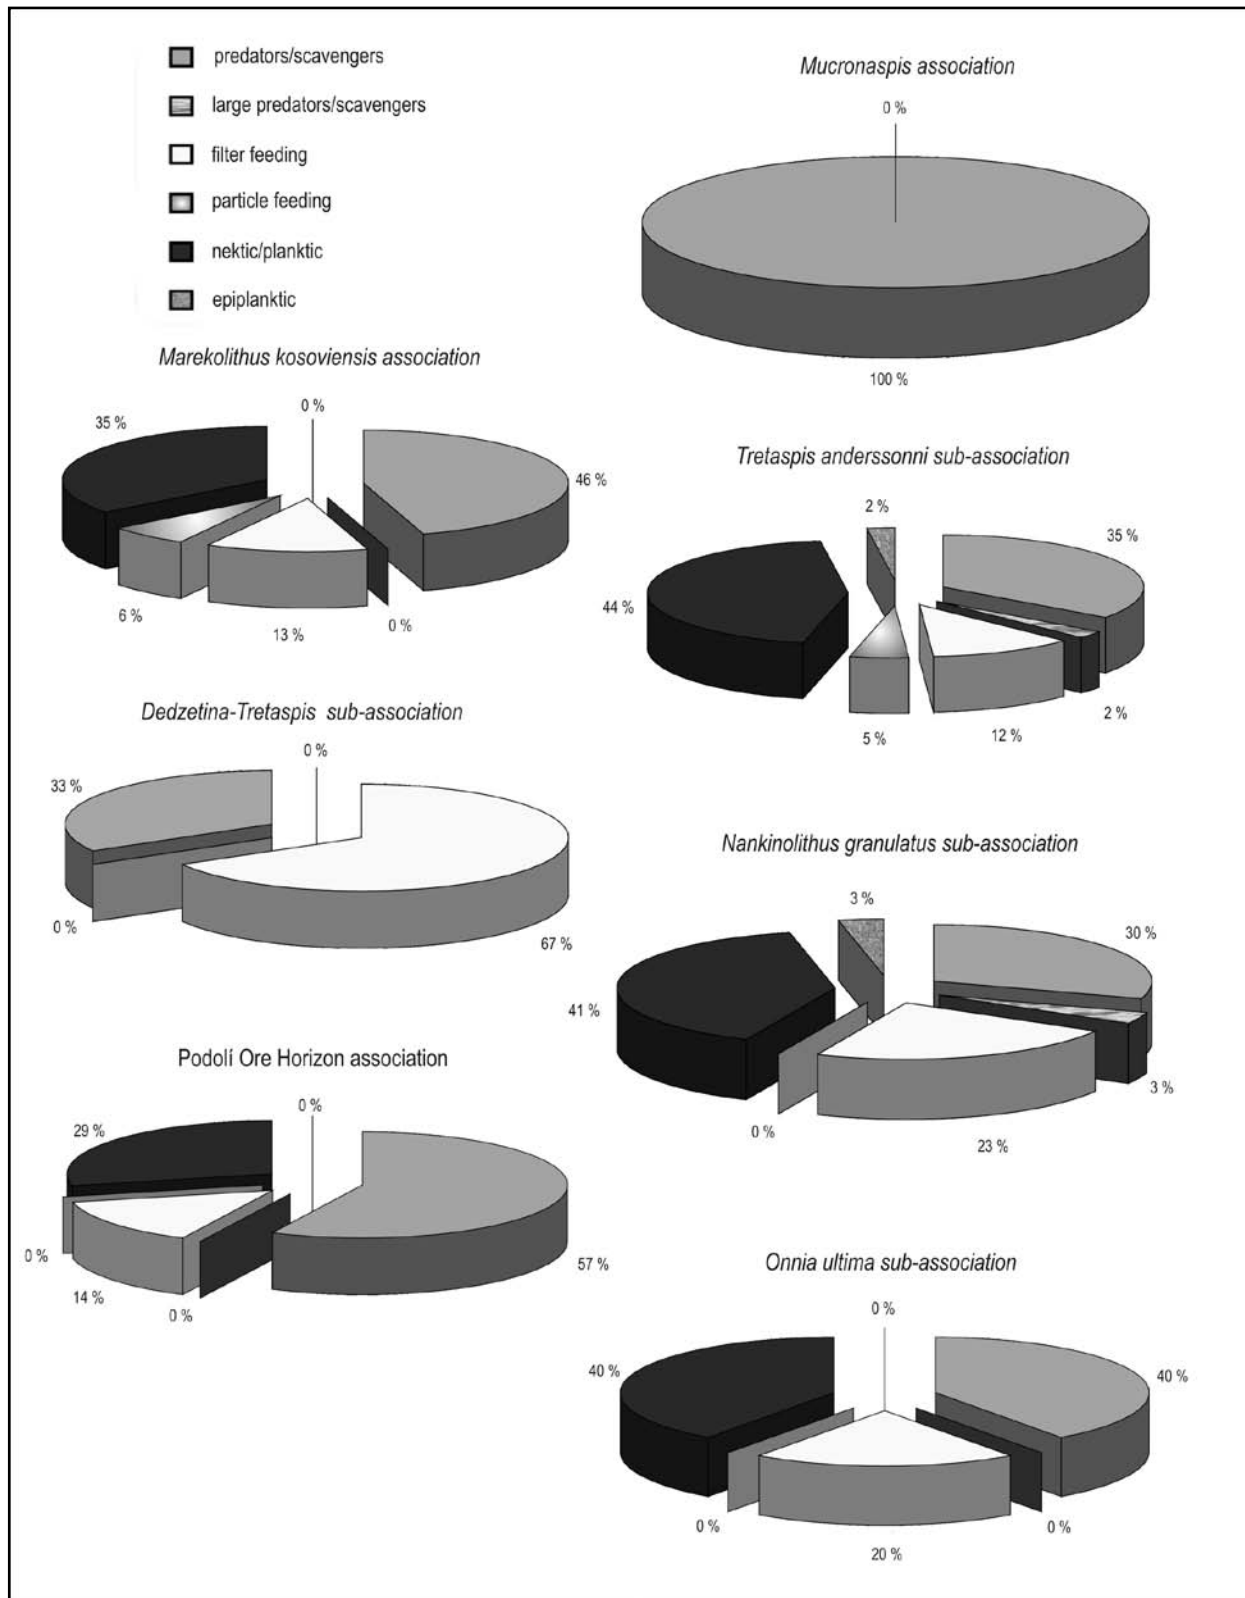 predators/scavengers
large predators/scavengers
filter feeding
particle feeding
nektic/planktic
epiplanktic
Mucronaspis association
0 %
100 %
Marekolithus kosoviensis association
0 %
35 %
46 %
6 %
13 %
0 %
Tretaspis anderssonni sub-association
2 %
35 %
44 %
2 %
5 %
12 %
Dedzetina-Tretaspis sub-association
0 %
33 %
0 %
67 %
Nankinolithus granulatus sub-association
3 %
30 %
41 %
3 %
0 %
23 %
Podolí Ore Horizon association
0 %
29 %
0 %
57 %
14 %
0 %
Onnia ultima sub-association
0 %
40 %
40 %
0 %
0 %
20 %